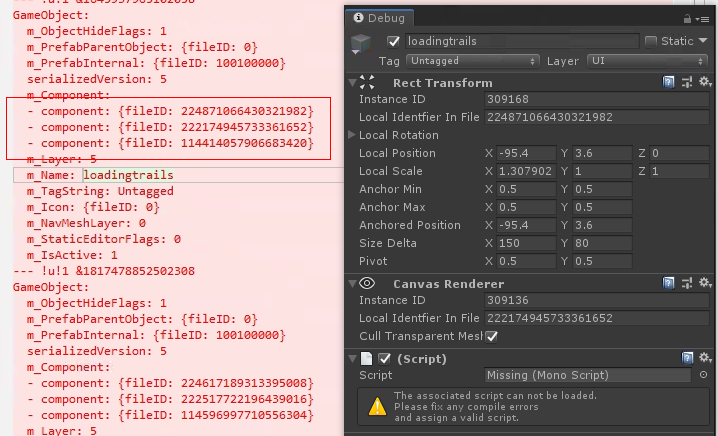 GameObject:
m_ObjectHideFlags: 1
m_PrefabParentObject: {fileID: 0}
m_PrefabInternal: {fileID: 100100000}
serializedVersion: 5
m_Component:
- component: {fileID: 224871066430321982}
- component: {fileID: 222174945733361652}
- component: {fileID: 114414057906683420}
m_Layer: 5
m_Name: loadingtrails
m_TagString: Untagged
m_Icon: {fileID: 0}
m_NavMeshLayer: 0
m_StaticEditorFlags: 0
m_IsActive: 1
--- !u!1 &1817478852502308
GameObject:
m_ObjectHideFlags: 1
m_PrefabParentObject: {fileID: 0}
m_PrefabInternal: {fileID: 100100000}
serializedVersion: 5
m_Component:
- component: {fileID: 224617189313395008}
- component: {fileID: 222517722196439016}
- component: {fileID: 114596997710556304}
m_Layer: 5
Debug
loadingtrails Static
Tag Untagged Layer UI
Rect Transform
Instance ID 309168
Local Identfier In File 224871066430321982
Local Rotation
Local Position X -95.4 Y 3.6 Z 0
Local Scale X 1.307902 Y 1 Z 1
Anchor Min X 0.5 Y 0.5
Anchor Max X 0.5 Y 0.5
Anchored Position X -95.4 Y 3.6
Size Delta X 150 Y 80
Pivot X 0.5 Y 0.5
Canvas Renderer
Instance ID 309136
Local Identfier In File 222174945733361652
Cull Transparent Mesh
(Script)
Script Missing (Mono Script)
The associated script can not be loaded.
Please fix any compile errors
and assign a valid script.